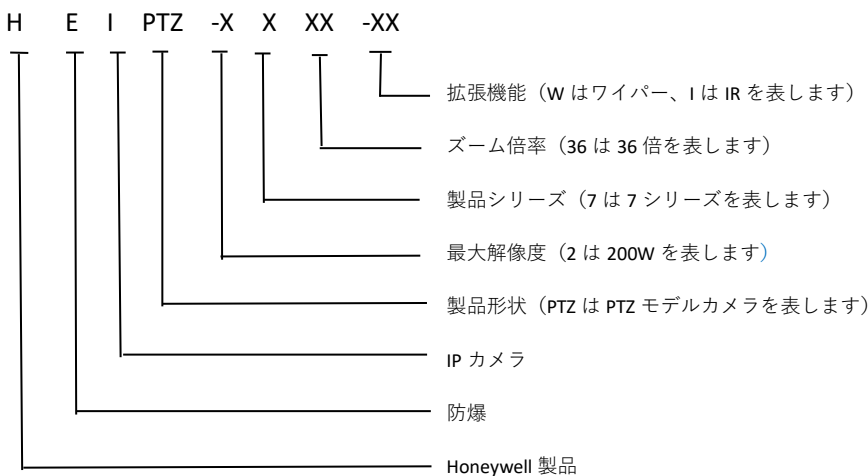 H E I PTZ -X X XX -XX
拡張機能（W はワイパー、I は IR を表します）
ズーム倍率（36 は 36 倍を表します）
製品シリーズ（7 は 7 シリーズを表します）
最大解像度（2 は 200W を表します）
製品形状（PTZ は PTZ モデルカメラを表します）
IP カメラ
防爆
Honeywell 製品